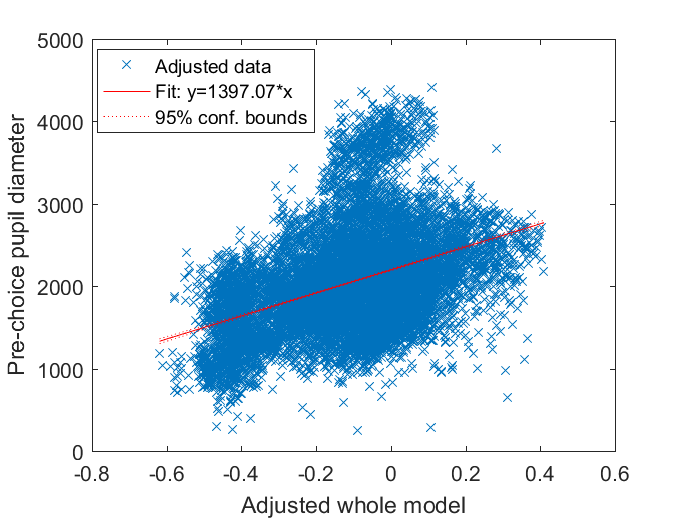 5000
4000
3000
2000
1000
0
Pre-choice pupil diameter
Adjusted data
Fit: y=1397.07*x
95% conf. bounds
-0.8 -0.6 -0.4 -0.2 0 0.2 0.4 0.6
Adjusted whole model